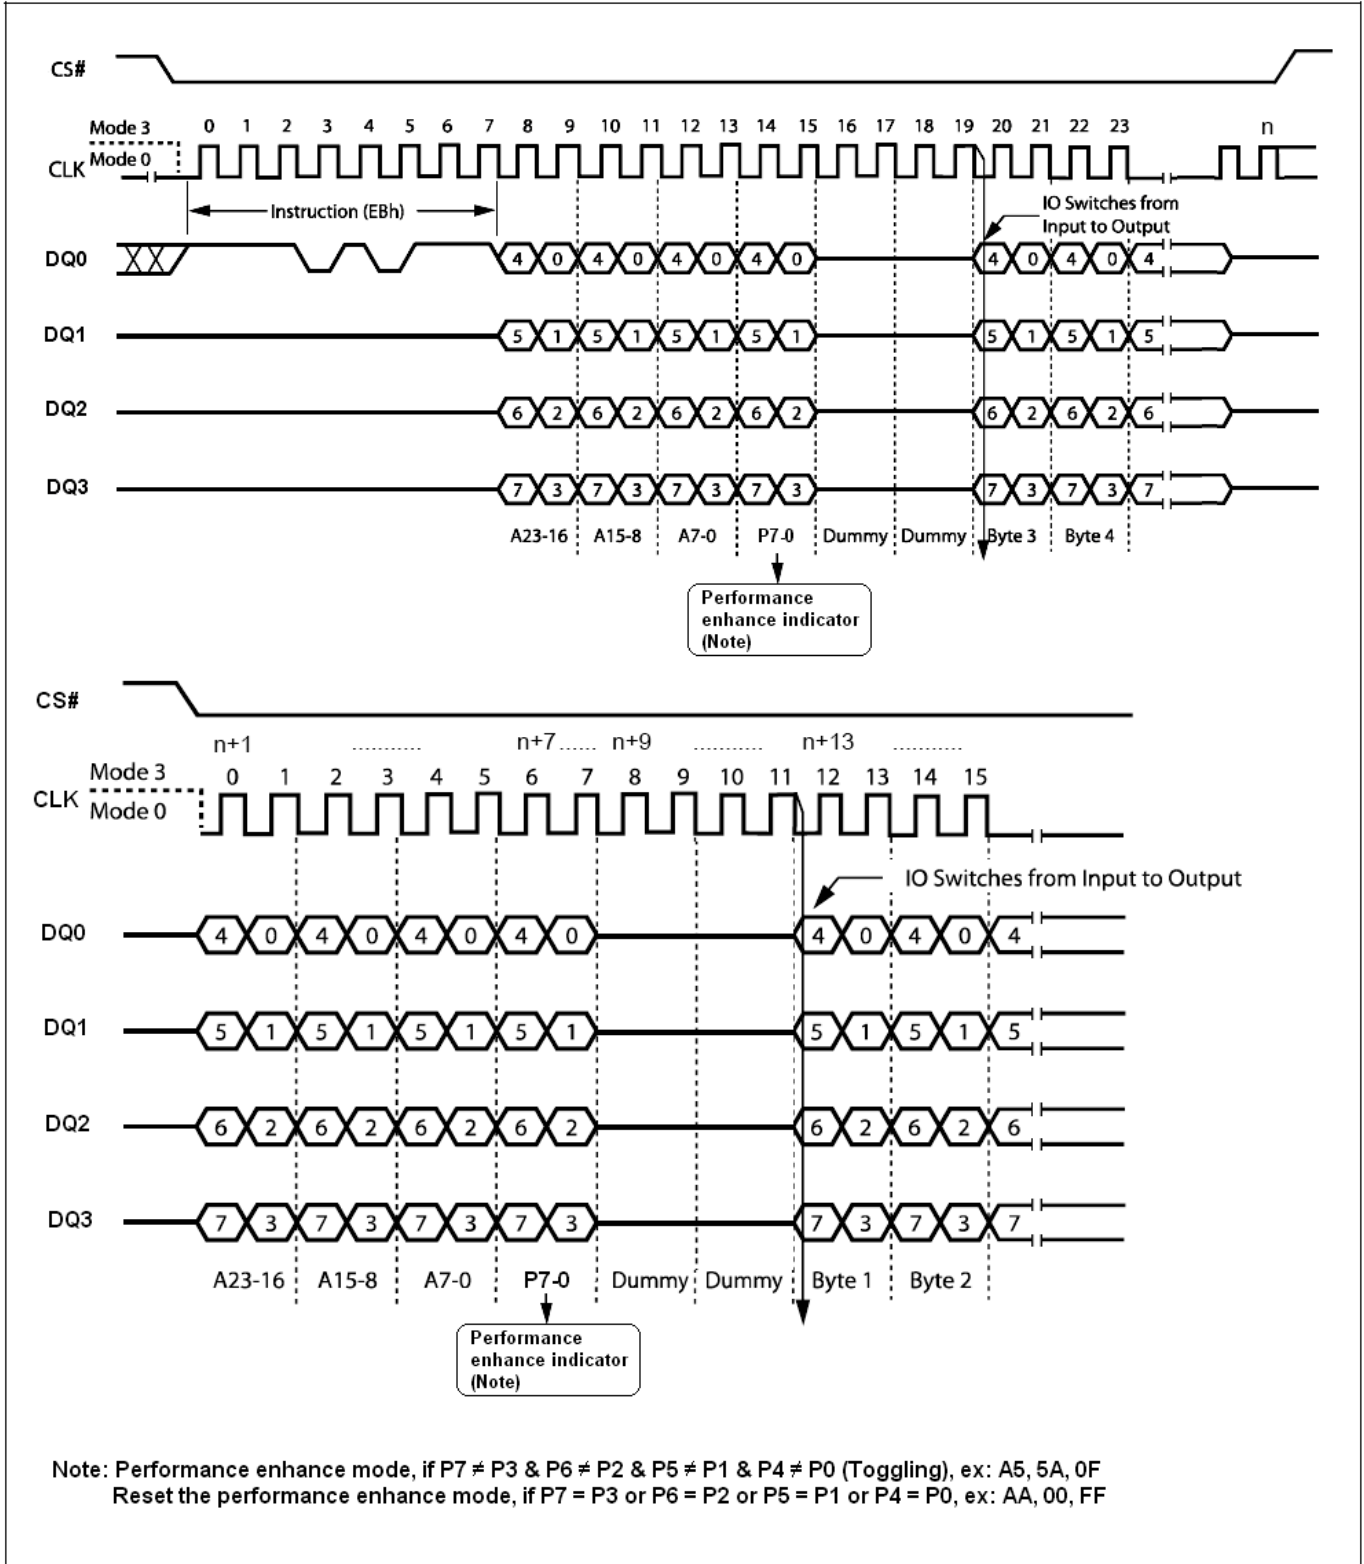 CS#
Mode 3
0 1 2 3 4 5 6 7 8 9 10 11 12 13 14 15 16 17 18 19 20 21 22 23 n
Mode 0
CLK
Instruction (EBh)
IO Switches from
Input to Output
DQ0 4 0 4 0 4 0 4 0 4 0 4 0 4
DQ1 5 1 5 1 5 1 5 1 5 1 5 1 5
DQ2 6 2 6 2 6 2 6 2 6 2 6 2 6
DQ3 7 3 7 3 7 3 7 3 7 3 7 3 7
A23-16 A15-8 A7-0 P7-0 Dummy Dummy Byte 3 Byte 4
Performance
enhance indicator
(Note)
CS#
n+1 ........... n+7 ...... n+9 ........... n+13 ...........
Mode 3 0 1 2 3 4 5 6 7 8 9 10 11 12 13 14 15
CLK
Mode 0
IO Switches from Input to Output
DQ0 4 0 4 0 4 0 4 0 4 0 4 0 4
DQ1 5 1 5 1 5 1 5 1 5 1 5 1 5
DQ2 6 2 6 2 6 2 6 2 6 2 6 2 6
DQ3 7 3 7 3 7 3 7 3 7 3 7 3 7
A23-16 A15-8 A7-0 P7-0 Dummy Dummy Byte 1 Byte 2
Performance
enhance indicator
(Note)
Note: Performance enhance mode, if P7 ≠ P3 & P6 ≠ P2 & P5 ≠ P1 & P4 ≠ P0 (Toggling), ex: A5, 5A, 0F
Reset the performance enhance mode, if P7 = P3 or P6 = P2 or P5 = P1 or P4 = P0, ex: AA, 00, FF